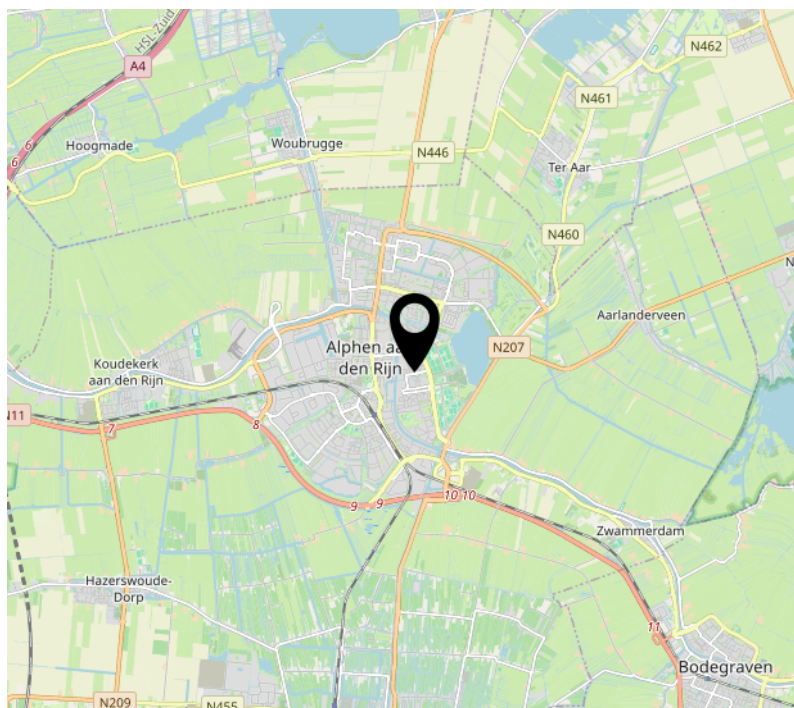 N462
HSL-Zuid
A4
N461
6
6
Hoogmade
Woubrugge
N446
Ter Aar
N460
N
Aarlanderveen
Alphen aa
den Rijn
N207
Koudekerk
aan den Rijn
N11
7
8
9
9
10
10
Zwammerdam
Hazerswoude-
Dorp
11
Bodegraven
N209
N455